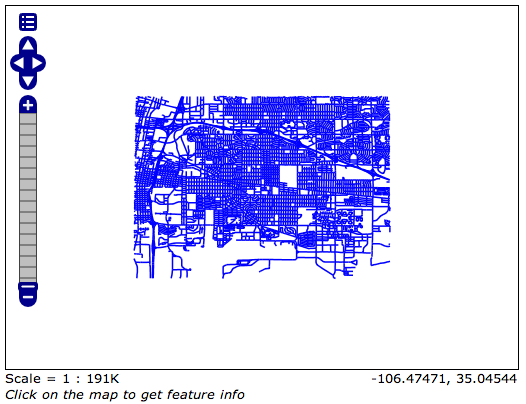 Scale = 1 : 191K
-106.47471, 35.04544
Click on the map to get feature info